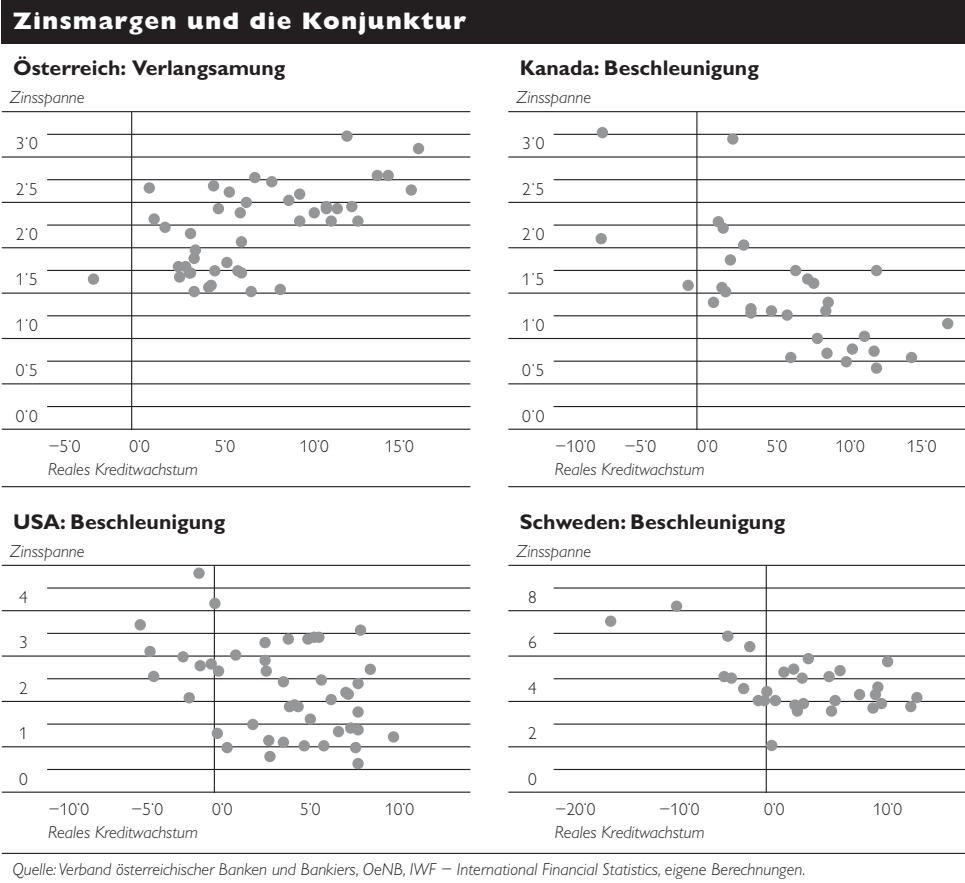 Zinsmargen und die Konjunktur
Österreich: Verlangsamung
Zinsspanne
3˙0
2˙5
2˙0
1˙5
1˙0
0˙5
0˙0
−5˙0 0˙0 5˙0 10˙0 15˙0
Reales Kreditwachstum
Kanada: Beschleunigung
Zinsspanne
3˙0
2˙5
2˙0
1˙5
1˙0
0˙5
0˙0
−10˙0 −5˙0 0˙0 5˙0 10˙0 15˙0
Reales Kreditwachstum
USA: Beschleunigung
Zinsspanne
4
3
2
1
0
−10˙0 −5˙0 0˙0 5˙0 10˙0
Reales Kreditwachstum
Schweden: Beschleunigung
Zinsspanne
8
6
4
2
0
−20˙0 −10˙0 0˙0 10˙0
Reales Kreditwachstum
Quelle: Verband österreichischer Banken und Bankiers, OeNB, IWF − International Financial Statistics, eigene Berechnungen.